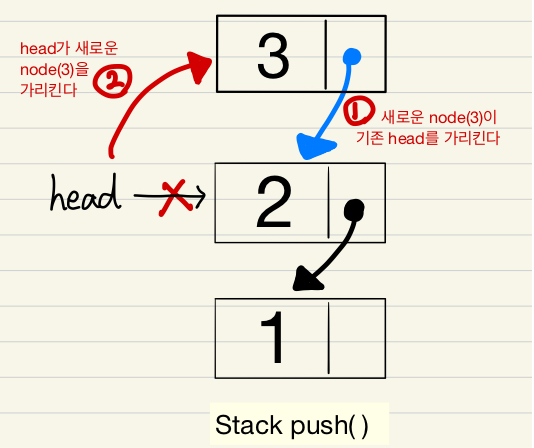 3
head가 새로운
node(3)을
가리킨다
②
① 새로운 node(3)이
기존 head를 가리킨다
head
2
1
Stack push()